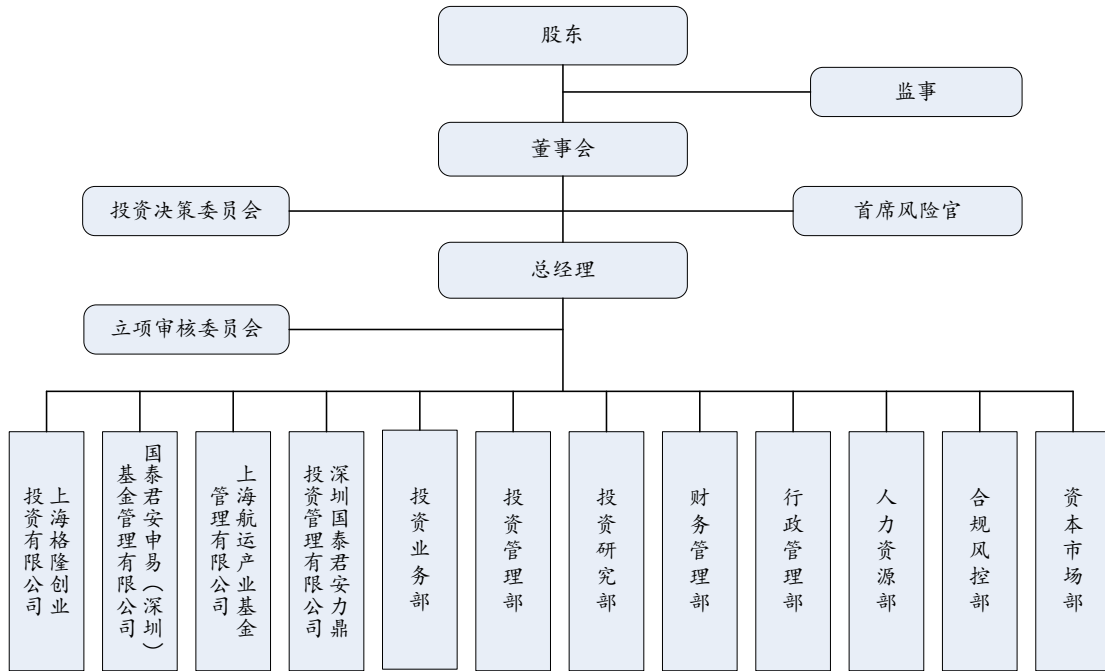 股东
监事
董事会
投资决策委员会
首席风险官
总经理
立项审核委员会
上海格隆创业
投资有限公司
国泰君安申易（深圳）
基金管理有限公司
上海航运产业基金
管理有限公司
深圳国泰君安力鼎
投资管理有限公司
投资业务部
投资管理部
投资研究部
财务管理部
行政管理部
人力资源部
合规风控部
资本市场部